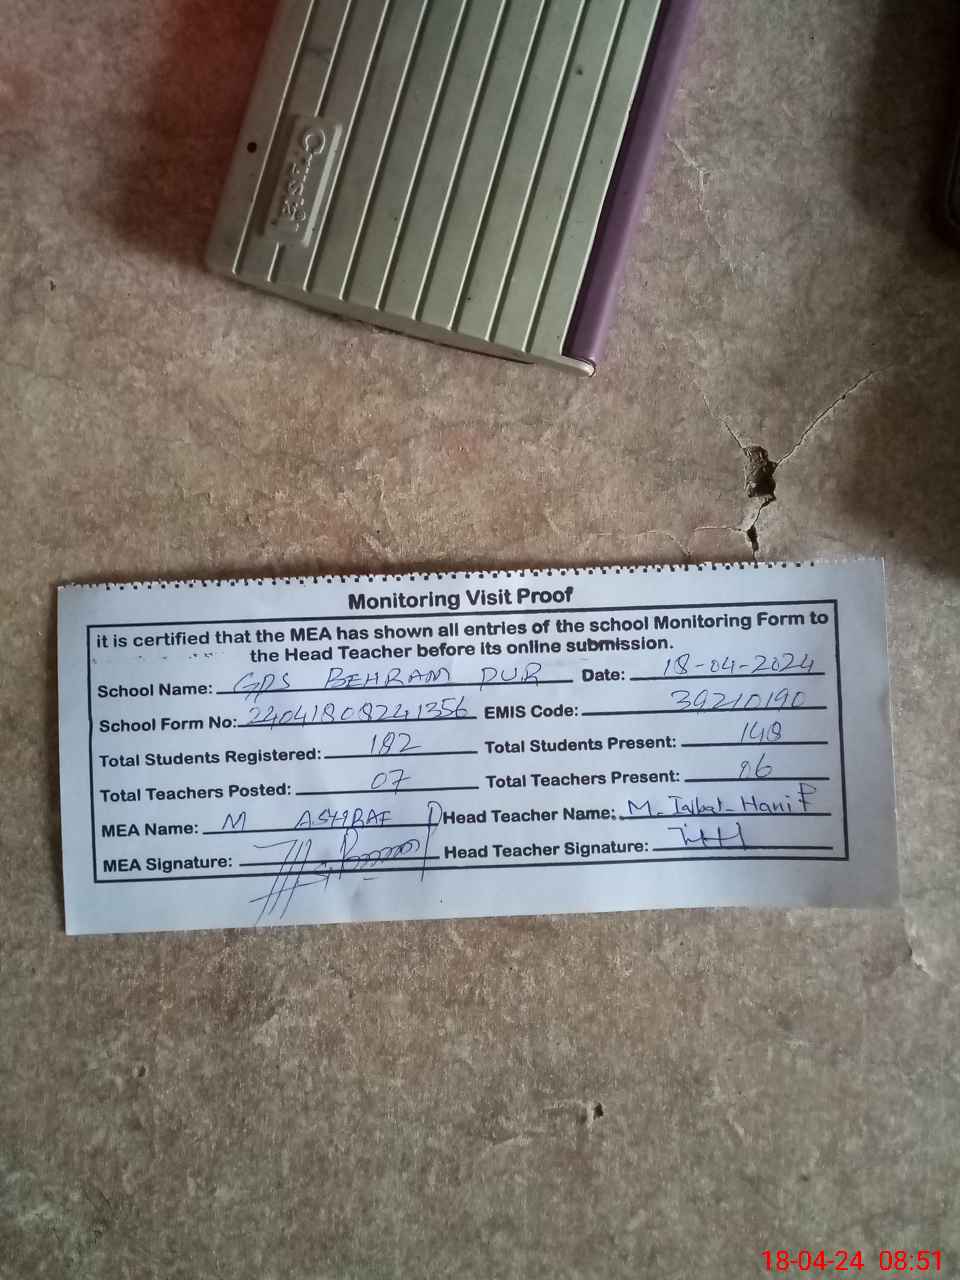 Crystal
Monitoring Visit Proof
it is certified that the MEA has shown all entries of the school Monitoring Form to
the Head Teacher before its online submission.
School Name: GPS BEHRAM PUR Date: 18-04-2024
School Form No: 24041808241356 EMIS Code: 39210190
Total Students Registered: 182 Total Students Present: 148
Total Teachers Posted: 07 Total Teachers Present: 06
MEA Name: M ASHRAF Head Teacher Name: M. Hanif
MEA Signature: Head Teacher Signature:
18-04-24 08:51